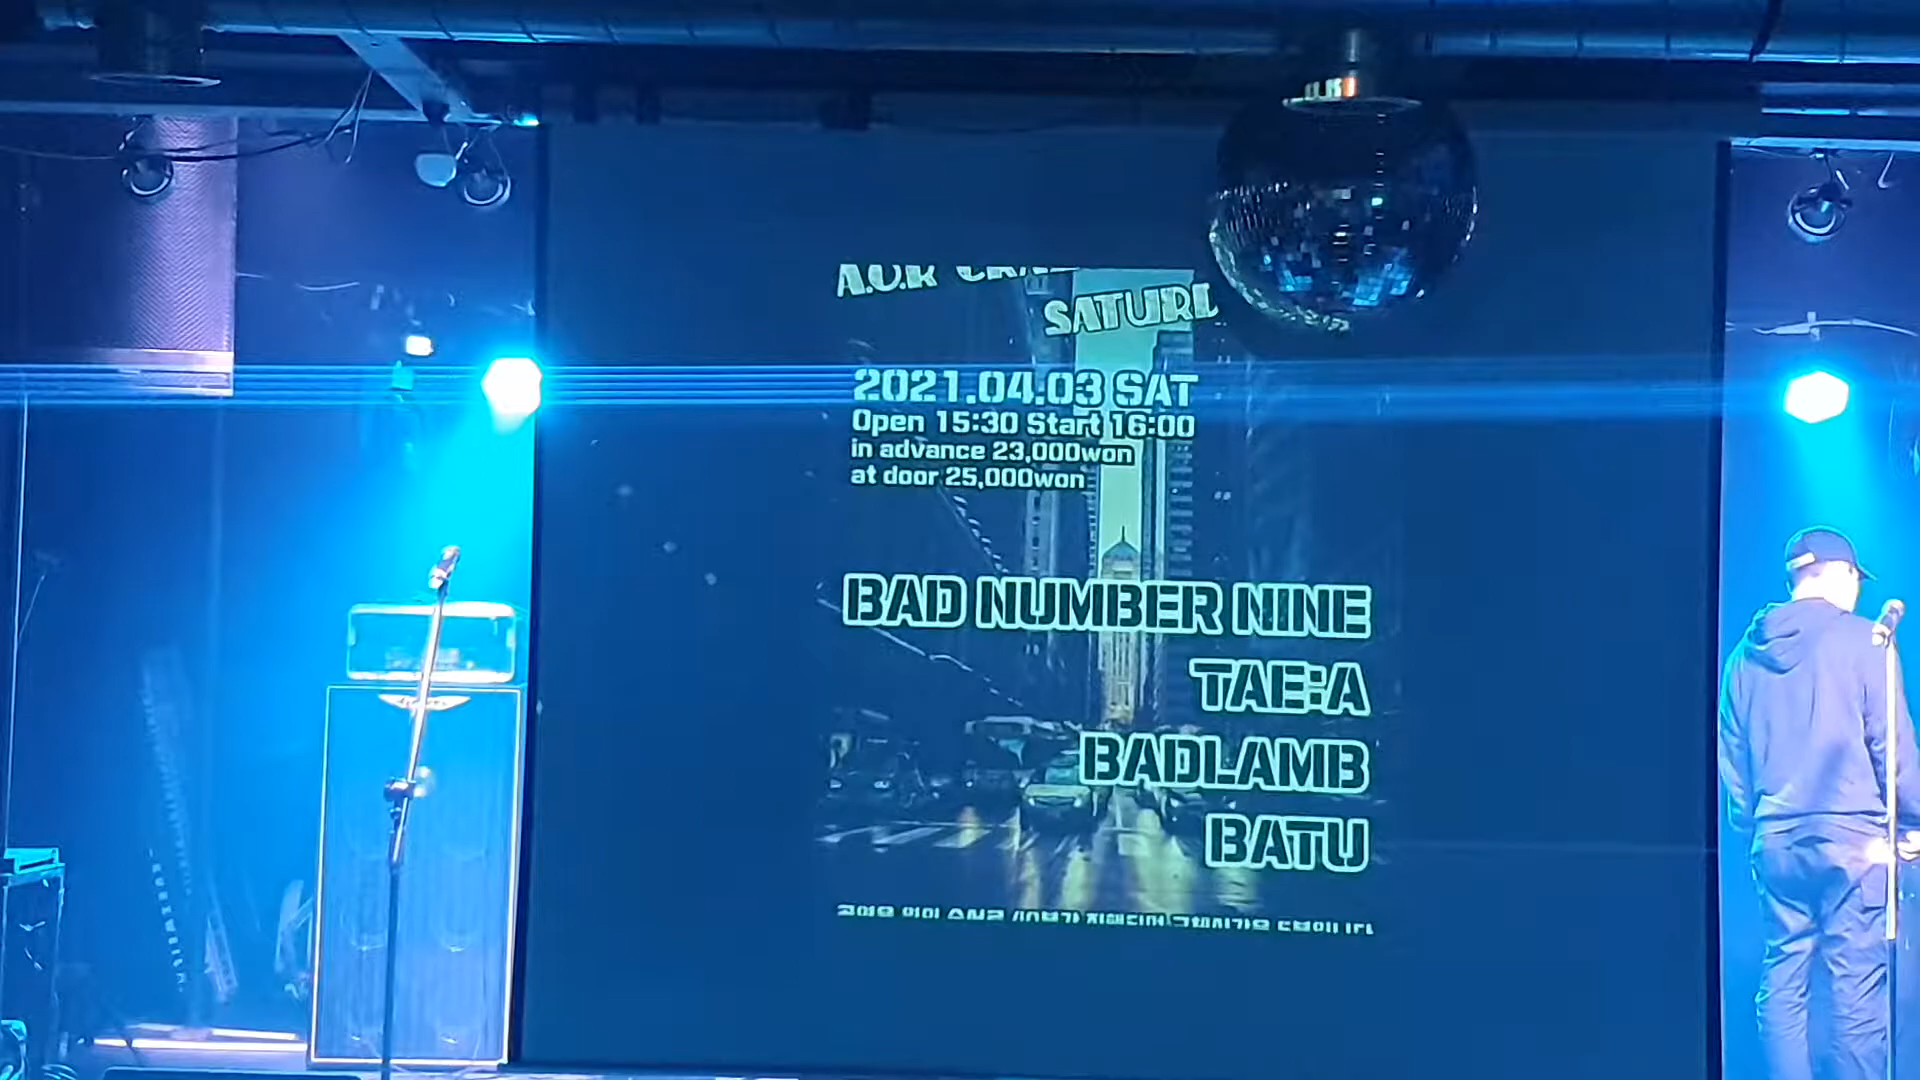 A.O.R
SATURD
2021.04.03 SAT
Open 15:30 Start 16:00
in advance 23,000won
at door 25,000won
BAD NUMBER NINE
TAE:A
BADLAMB
BATU